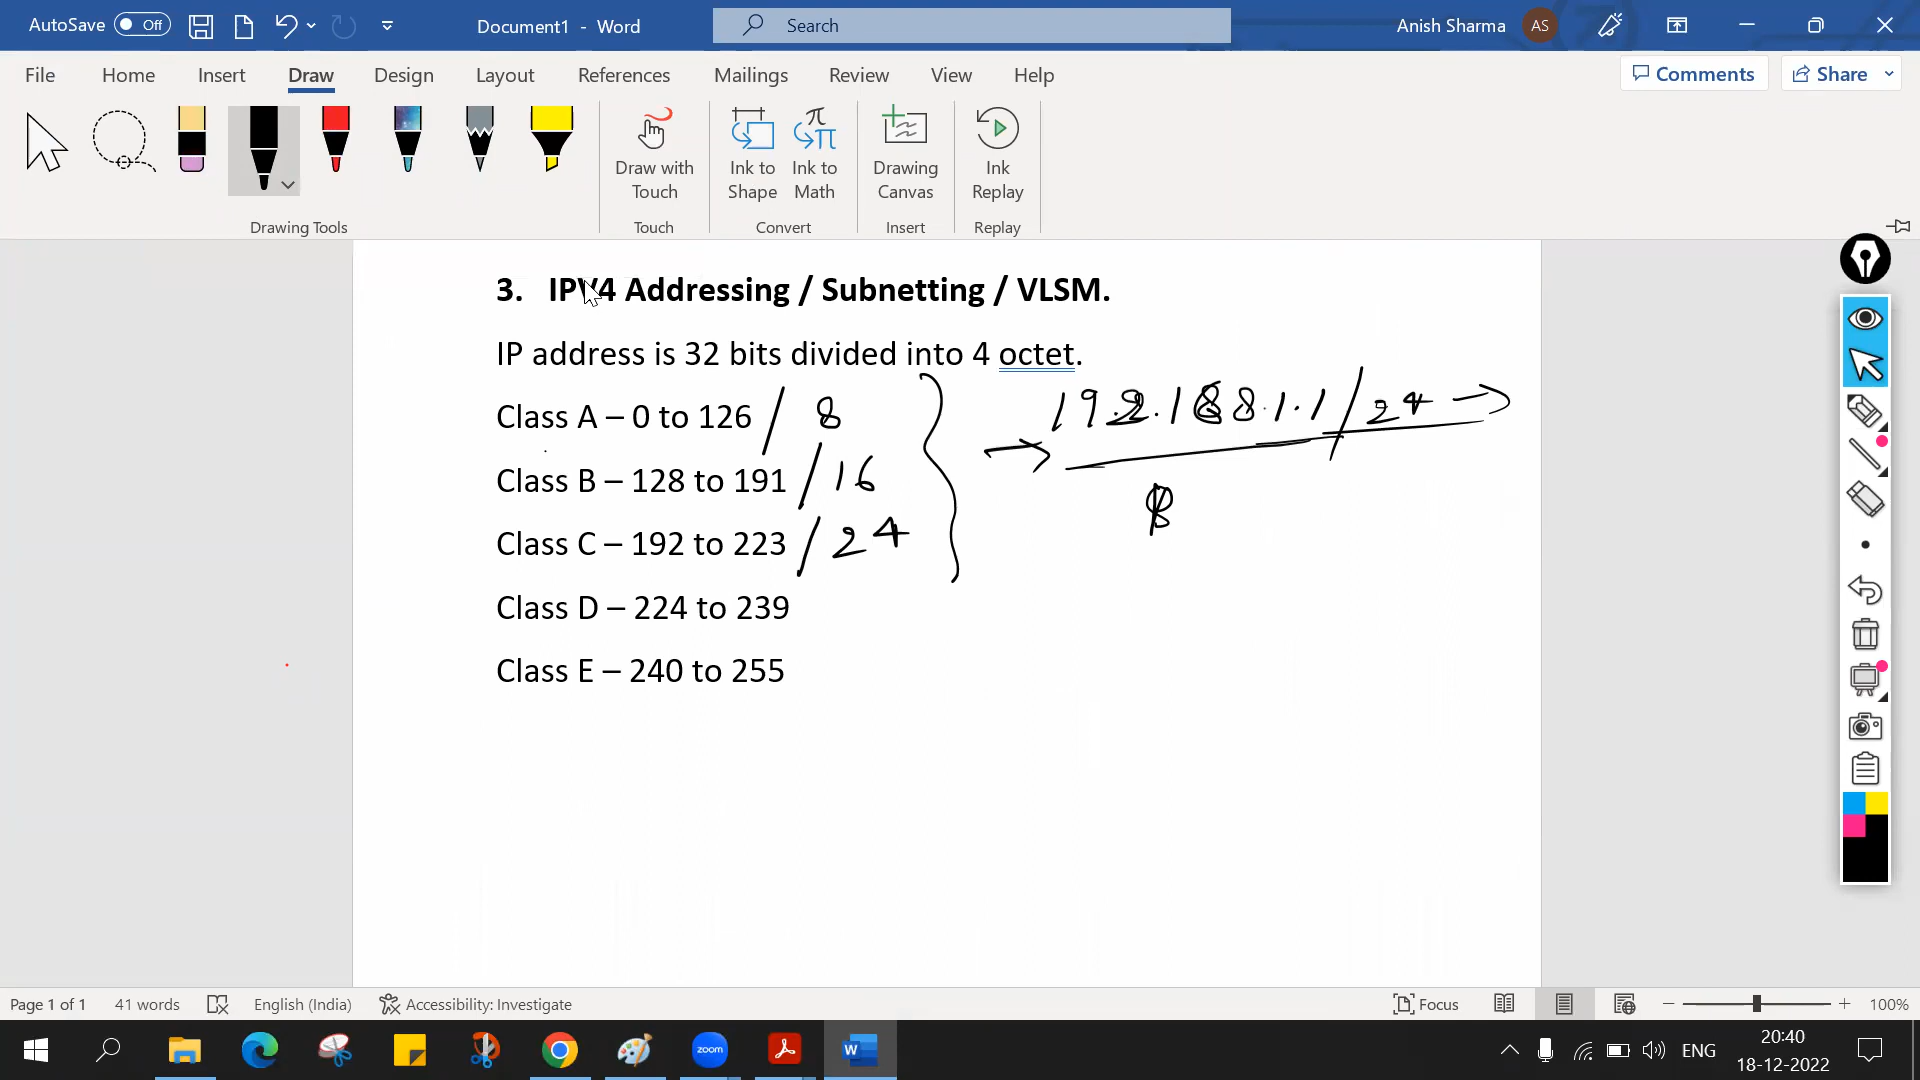 AutoSave Off Document1 - Word Search Anish Sharma AS
File Home Insert Draw Design Layout References Mailings Review View Help Comments Share
Draw with Touch Ink to Shape Ink to Math Drawing Canvas Ink Replay
Drawing Tools Touch Convert Insert Replay
3. IPV4 Addressing / Subnetting / VLSM.
IP address is 32 bits divided into 4 octet.
Class A – 0 to 126 / 8
192.168.1.1/24
Class B – 128 to 191 / 16
Class C – 192 to 223 / 24
Class D – 224 to 239
Class E – 240 to 255
Page 1 of 1 41 words English (India) Accessibility: Investigate Focus 100%
zoom W ENG 20:40
18-12-2022